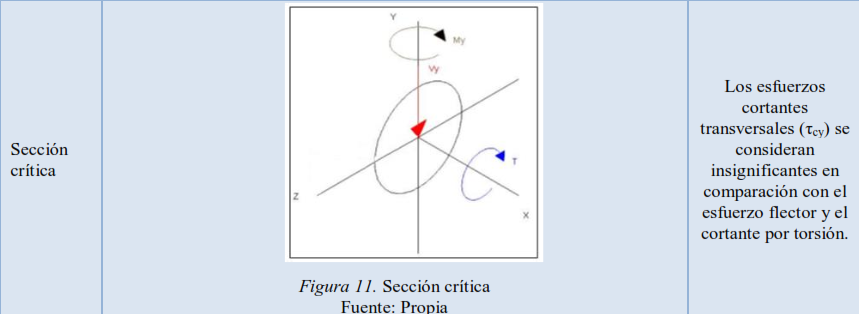 Sección
crítica
Y
My
Vy
T
Z
X
Figura 11. Sección crítica
Fuente: Propia
Los esfuerzos
cortantes
transversales (τcy) se
consideran
insignificantes en
comparación con el
esfuerzo flector y el
cortante por torsión.